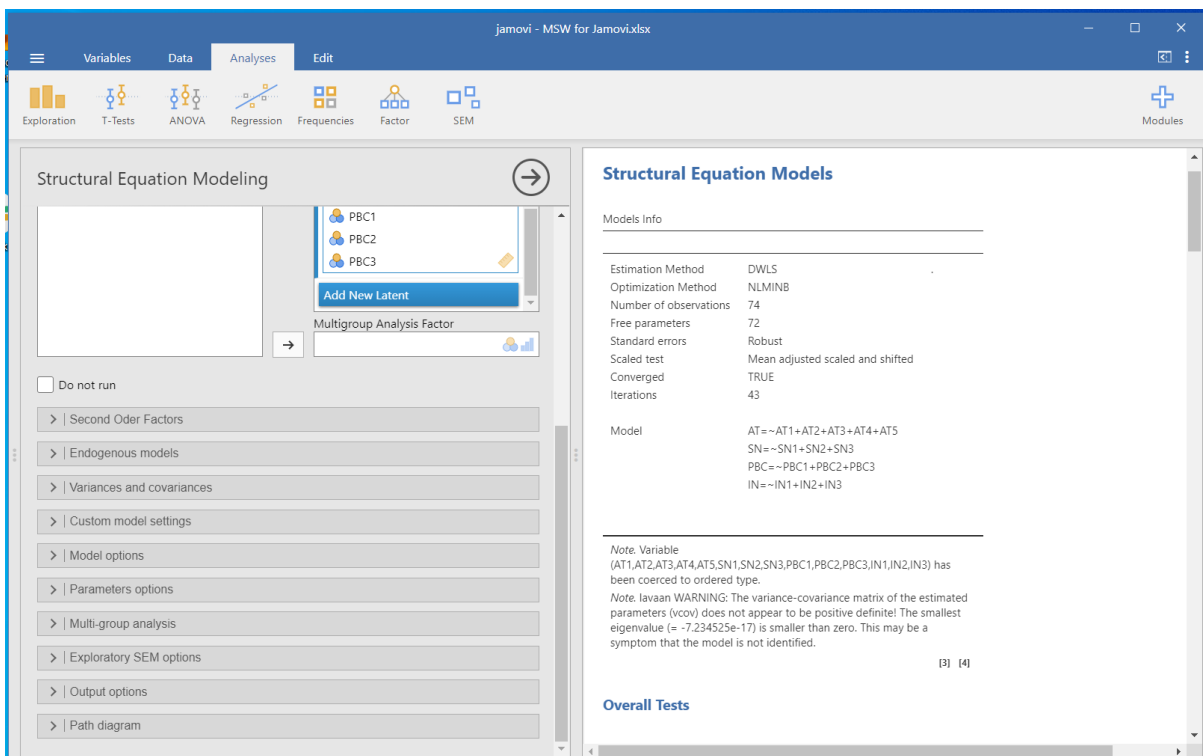 jamovi - MSW for Jamovi.xlsx
Variables
Data
Analyses
Edit
Exploration
T-Tests
ANOVA
Regression
Frequencies
Factor
SEM
Modules
Structural Equation Modeling
PBC1
PBC2
PBC3
Add New Latent
Multigroup Analysis Factor
Do not run
Second Oder Factors
Endogenous models
Variances and covariances
Custom model settings
Model options
Parameters options
Multi-group analysis
Exploratory SEM options
Output options
Path diagram
Structural Equation Models
Models Info
Estimation Method DWLS .
Optimization Method NLMINB
Number of observations 74
Free parameters 72
Standard errors Robust
Scaled test Mean adjusted scaled and shifted
Converged TRUE
Iterations 43
Model AT=~AT1+AT2+AT3+AT4+AT5
SN=~SN1+SN2+SN3
PBC=~PBC1+PBC2+PBC3
IN=~IN1+IN2+IN3
Note. Variable
(AT1,AT2,AT3,AT4,AT5,SN1,SN2,SN3,PBC1,PBC2,PBC3,IN1,IN2,IN3) has
been coerced to ordered type.
Note. lavaan WARNING: The variance-covariance matrix of the estimated
parameters (vcov) does not appear to be positive definite! The smallest
eigenvalue (= -7.234525e-17) is smaller than zero. This may be a
symptom that the model is not identified.
[3] [4]
Overall Tests